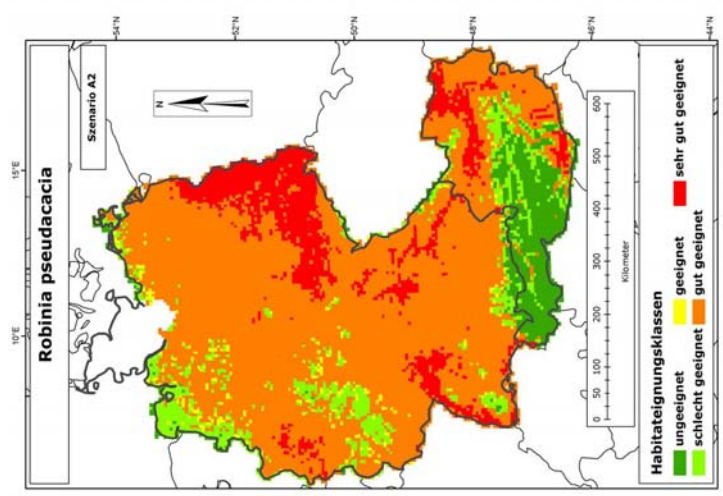 Robinia pseudacacia
Szenario A2
N
10°E
15°E
54°N
52°N
50°N
48°N
46°N
44°N
0 50 100 200 300 400 500 600
Kilometer
Habitateignungsklassen
ungeeignet
geeignet
sehr gut geeignet
schlecht geeignet
gut geeignet